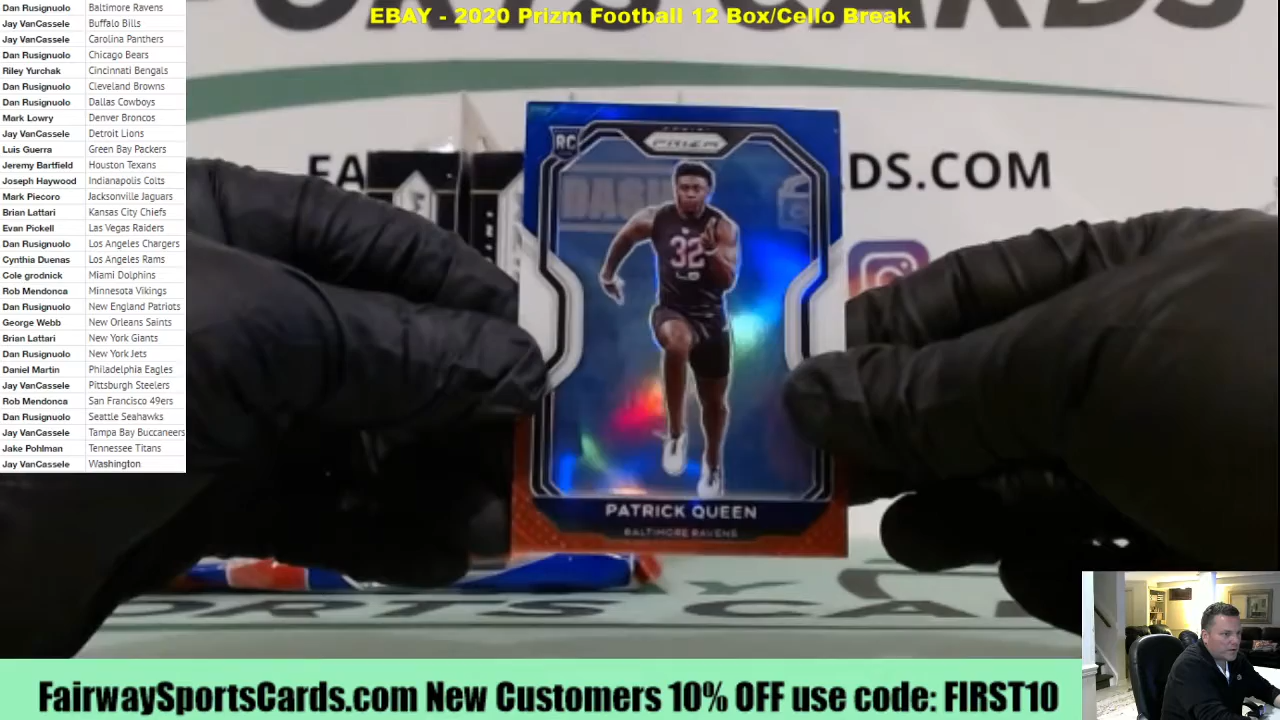 EBAY - 2020 Prizm Football 12 Box/Cello Break
Dan Rusignuolo Baltimore Ravens
Jay VanCassele Buffalo Bills
Jay VanCassele Carolina Panthers
Dan Rusignuolo Chicago Bears
Riley Yurchak Cincinnati Bengals
Dan Rusignuolo Cleveland Browns
Dan Rusignuolo Dallas Cowboys
Mark Lowry Denver Broncos
Jay VanCassele Detroit Lions
Luis Guerra Green Bay Packers
Jeremy Bartfield Houston Texans
Joseph Haywood Indianapolis Colts
Mark Piecoro Jacksonville Jaguars
Brian Lattari Kansas City Chiefs
Evan Pickell Las Vegas Raiders
Dan Rusignuolo Los Angeles Chargers
Cynthia Duenas Los Angeles Rams
Cole grodnick Miami Dolphins
Rob Mendonca Minnesota Vikings
Dan Rusignuolo New England Patriots
George Webb New Orleans Saints
Brian Lattari New York Giants
Dan Rusignuolo New York Jets
Daniel Martin Philadelphia Eagles
Jay VanCassele Pittsburgh Steelers
Rob Mendonca San Francisco 49ers
Dan Rusignuolo Seattle Seahawks
Jay VanCassele Tampa Bay Buccaneers
Jake Pohlman Tennessee Titans
Jay VanCassele Washington
FA
RDS.COM
RC
PANINI
PRIZM
DASH
32
PATRICK QUEEN
BALTIMORE RAVENS
Y
ORTS CA
FairwaySportsCards.com New Customers 10% OFF use code: FIRST10